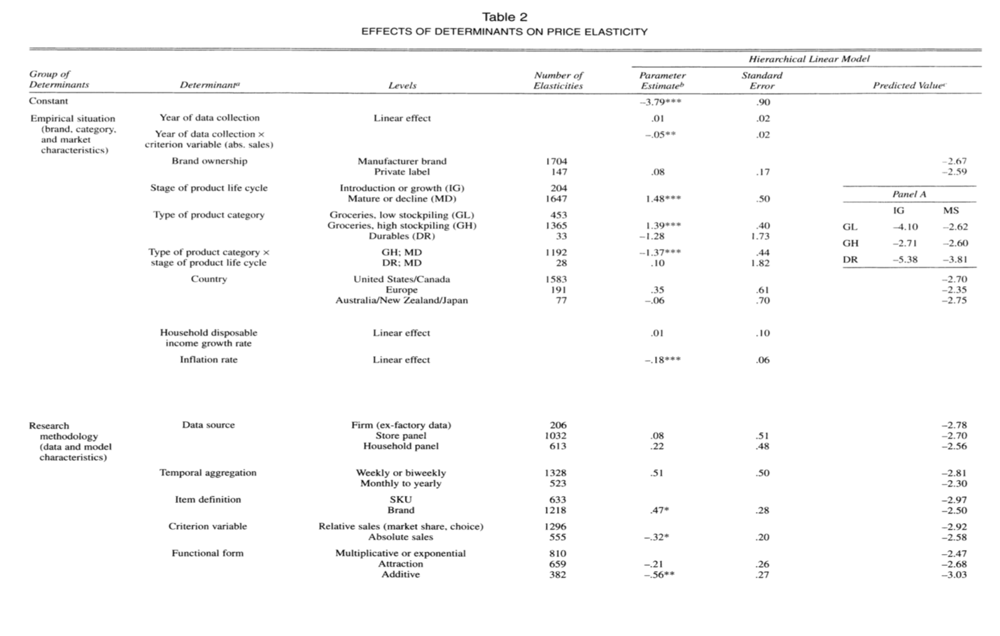 Table 2
EFFECTS OF DETERMINANTS ON PRICE ELASTICITY
Hierarchical Linear Model
Group of Determinants Determinantᵃ Levels Number of Elasticities Parameter Estimateᵇ Standard Error Predicted Valueᶜ
Constant –3.79*** .90
Empirical situation Year of data collection Linear effect .01 .02
(brand, category, and market characteristics)
Year of data collection × criterion variable (abs. sales) –.05** .02
Brand ownership Manufacturer brand 1704 –2.67
Private label 147 .08 .17 –2.59
Stage of product life cycle Introduction or growth (IG) 204
Mature or decline (MD) 1647 1.48*** .50
Panel A
IG MS
GL –4.10 –2.62
GH –2.71 –2.60
DR –5.38 –3.81
Type of product category Groceries, low stockpiling (GL) 453
Groceries, high stockpiling (GH) 1365 1.39*** .40
Durables (DR) 33 –1.28 1.73
Type of product category × GH; MD 1192 –1.37*** .44
stage of product life cycle DR; MD 28 .10 1.82
Country United States/Canada 1583 –2.70
Europe 191 .35 .61 –2.35
Australia/New Zealand/Japan 77 –.06 .70 –2.75
Household disposable Linear effect .01 .10
income growth rate
Inflation rate Linear effect –.18*** .06
Research Data source Firm (ex-factory data) 206 –2.78
methodology Store panel 1032 .08 .51 –2.70
(data and model Household panel 613 .22 .48 –2.56
characteristics)
Temporal aggregation Weekly or biweekly 1328 .51 .50 –2.81
Monthly to yearly 523 –2.30
Item definition SKU 633 –2.97
Brand 1218 .47* .28 –2.50
Criterion variable Relative sales (market share, choice) 1296 –2.92
Absolute sales 555 –.32* .20 –2.58
Functional form Multiplicative or exponential 810 –2.47
Attraction 659 –.21 .26 –2.68
Additive 382 –.56** .27 –3.03